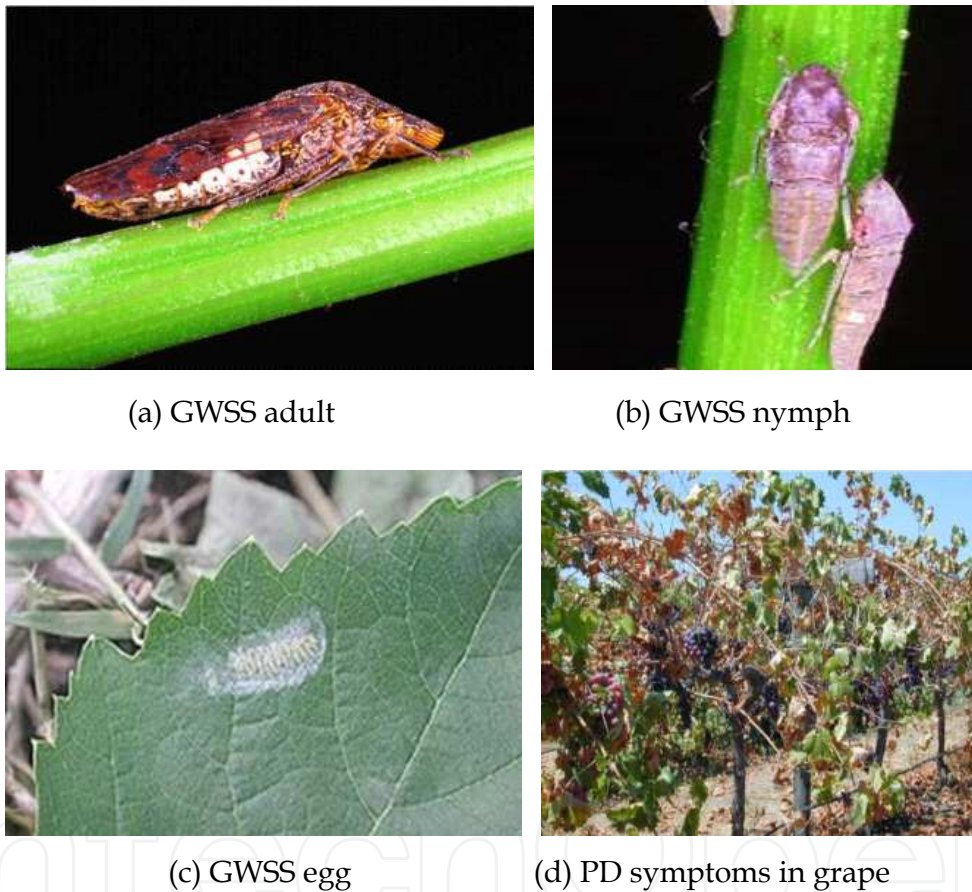 (a) GWSS adult
(b) GWSS nymph
(c) GWSS egg
(d) PD symptoms in grape